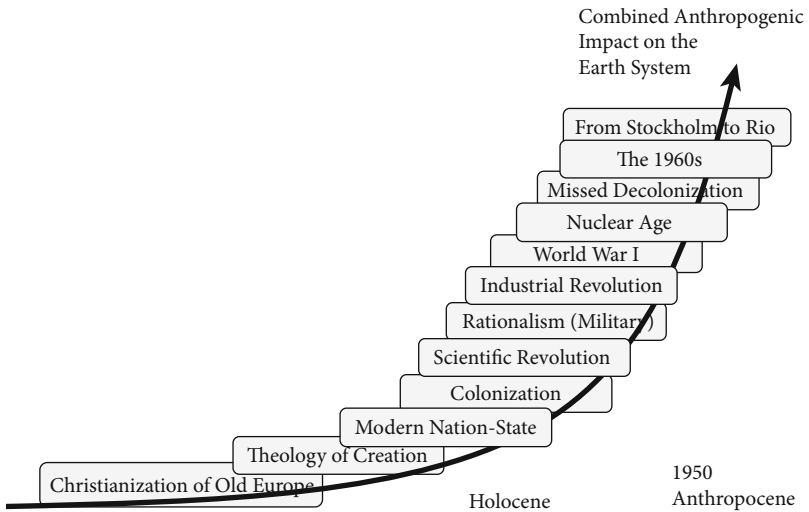 Combined Anthropogenic
Impact on the
Earth System
From Stockholm to Rio
The 1960s
Missed Decolonization
Nuclear Age
World War I
Industrial Revolution
Rationalism (Military)
Scientific Revolution
Colonization
Modern Nation-State
Theology of Creation
Christianization of Old Europe
Holocene
1950
Anthropocene